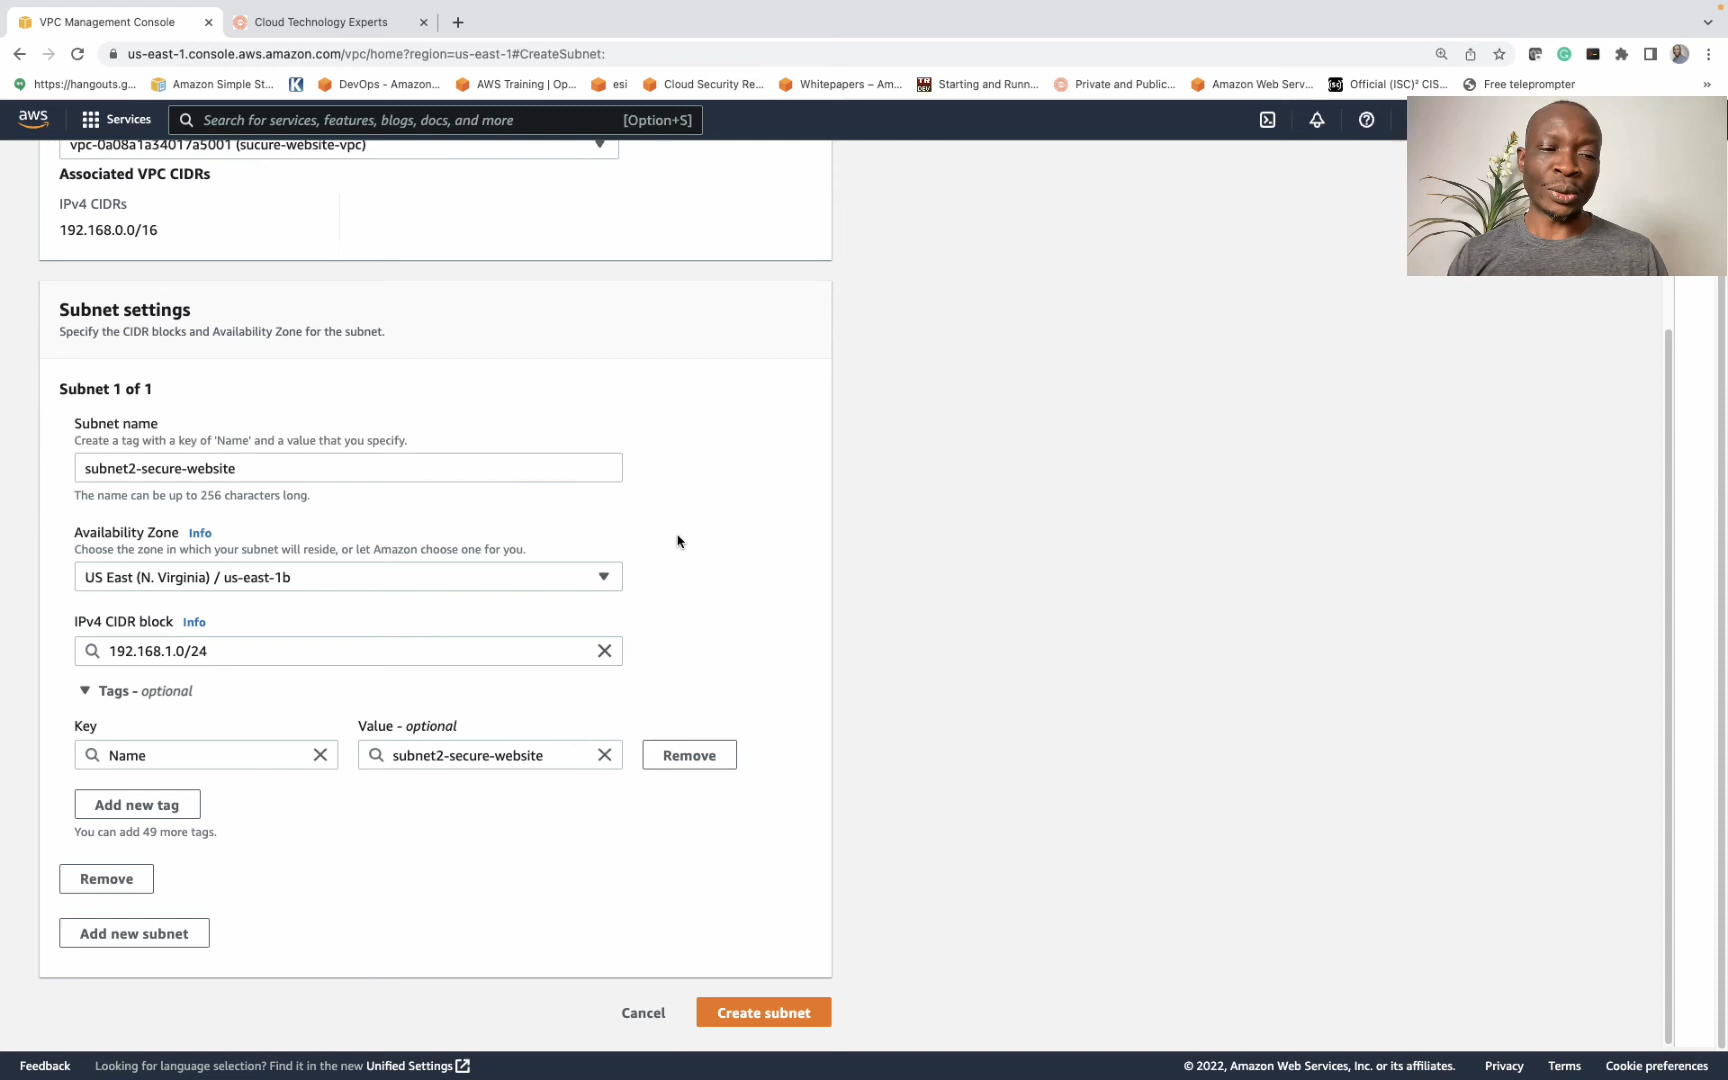 VPC Management Console
Cloud Technology Experts
us-east-1.console.aws.amazon.com/vpc/home?region=us-east-1#CreateSubnet:
https://hangouts.g... Amazon Simple St... DevOps - Amazon... AWS Training | Op... esi Cloud Security Re... Whitepapers – Am... Starting and Runn... Private and Public... Amazon Web Serv... Official (ISC)² CIS... Free teleprompter »
aws Services Search for services, features, blogs, docs, and more [Option+S]
vpc-0a08a1a34017a5001 (sucure-website-vpc)
Associated VPC CIDRs
IPv4 CIDRs
192.168.0.0/16
Subnet settings
Specify the CIDR blocks and Availability Zone for the subnet.
Subnet 1 of 1
Subnet name
Create a tag with a key of 'Name' and a value that you specify.
subnet2-secure-website
The name can be up to 256 characters long.
Availability Zone Info
Choose the zone in which your subnet will reside, or let Amazon choose one for you.
US East (N. Virginia) / us-east-1b
IPv4 CIDR block Info
192.168.1.0/24
Tags - optional
Key Value - optional
Name subnet2-secure-website Remove
Add new tag
You can add 49 more tags.
Remove
Add new subnet
Cancel Create subnet
Feedback Looking for language selection? Find it in the new Unified Settings © 2022, Amazon Web Services, Inc. or its affiliates. Privacy Terms Cookie preferences